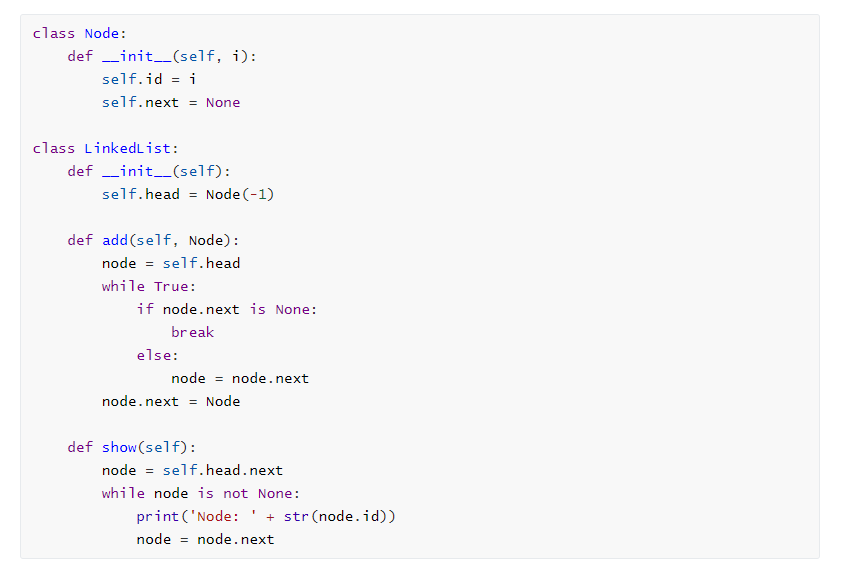 class Node:
    def __init__(self, i):
        self.id = i
        self.next = None

class LinkedList:
    def __init__(self):
        self.head = Node(-1)

    def add(self, Node):
        node = self.head
        while True:
            if node.next is None:
                break
            else:
                node = node.next
        node.next = Node

    def show(self):
        node = self.head.next
        while node is not None:
            print('Node: ' + str(node.id))
            node = node.next